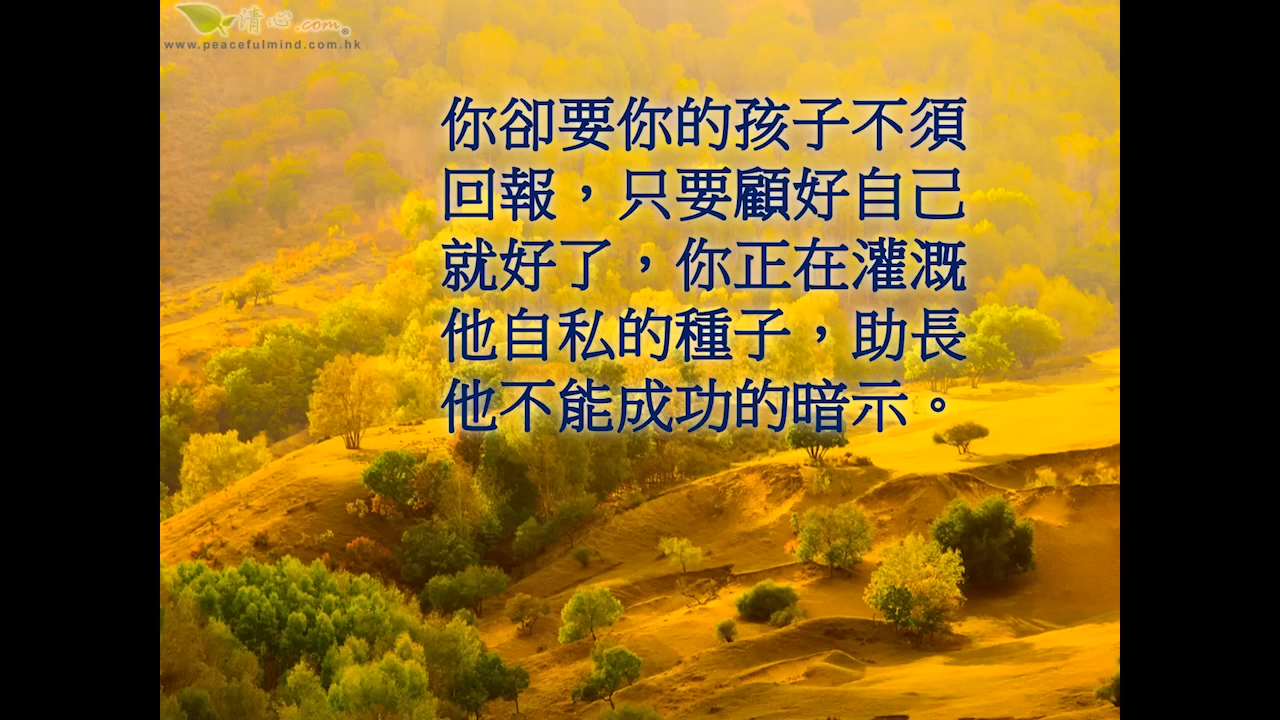 清心.com®
www.peacefulmind.com.hk
你卻要你的孩子不須
回報，只要顧好自己
就好了，你正在灌溉
他自私的種子，助長
他不能成功的暗示。